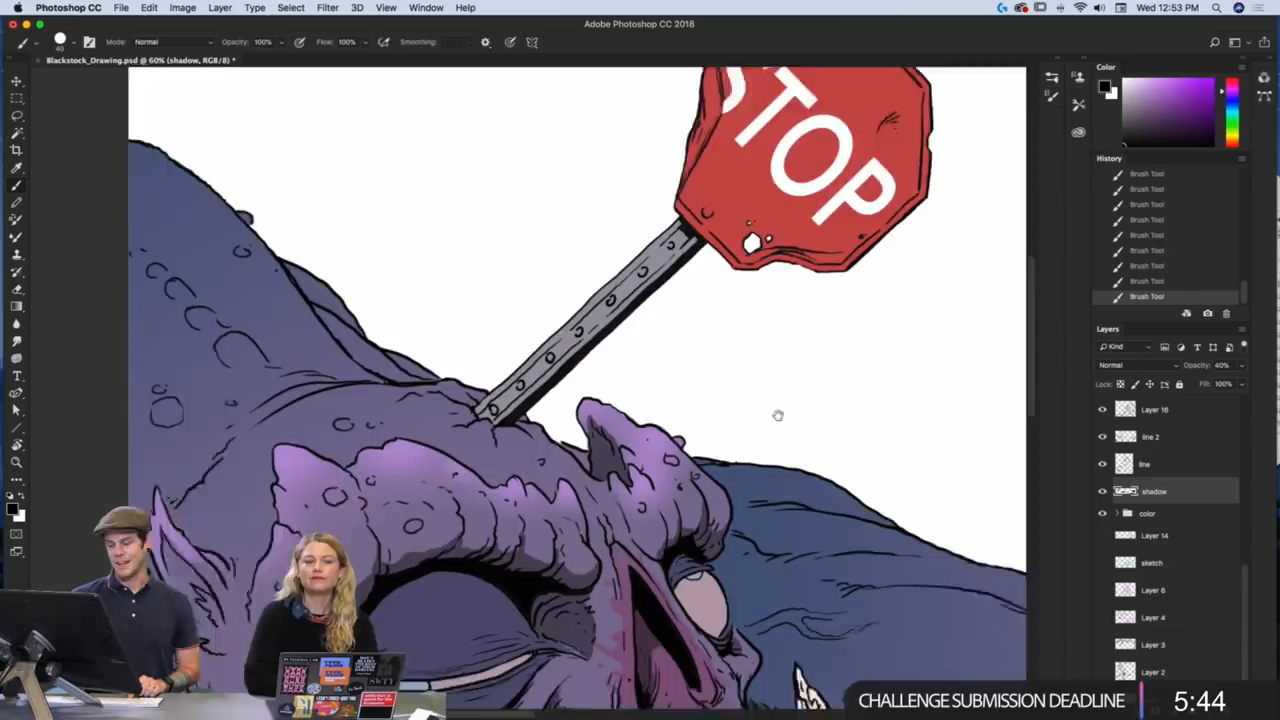 Photoshop CC File Edit Image Layer Type Select Filter 3D View Window Help
Wed 12:53 PM
Adobe Photoshop CC 2018
40
Mode: Normal
Opacity: 100%
Flow: 100%
Smoothing:
Blackstock_Drawing.psd @ 60% (shadow, RGB/8) *
STOP
Color
History
Brush Tool
Brush Tool
Brush Tool
Brush Tool
Brush Tool
Brush Tool
Brush Tool
Brush Tool
Brush Tool
Layers
Kind
Normal
Opacity: 40%
Lock:
Fill: 100%
Layer 16
line 2
line
shadow
color
Layer 14
sketch
Layer 6
Layer 4
Layer 3
Layer 2
CHALLENGE SUBMISSION DEADLINE
5:44